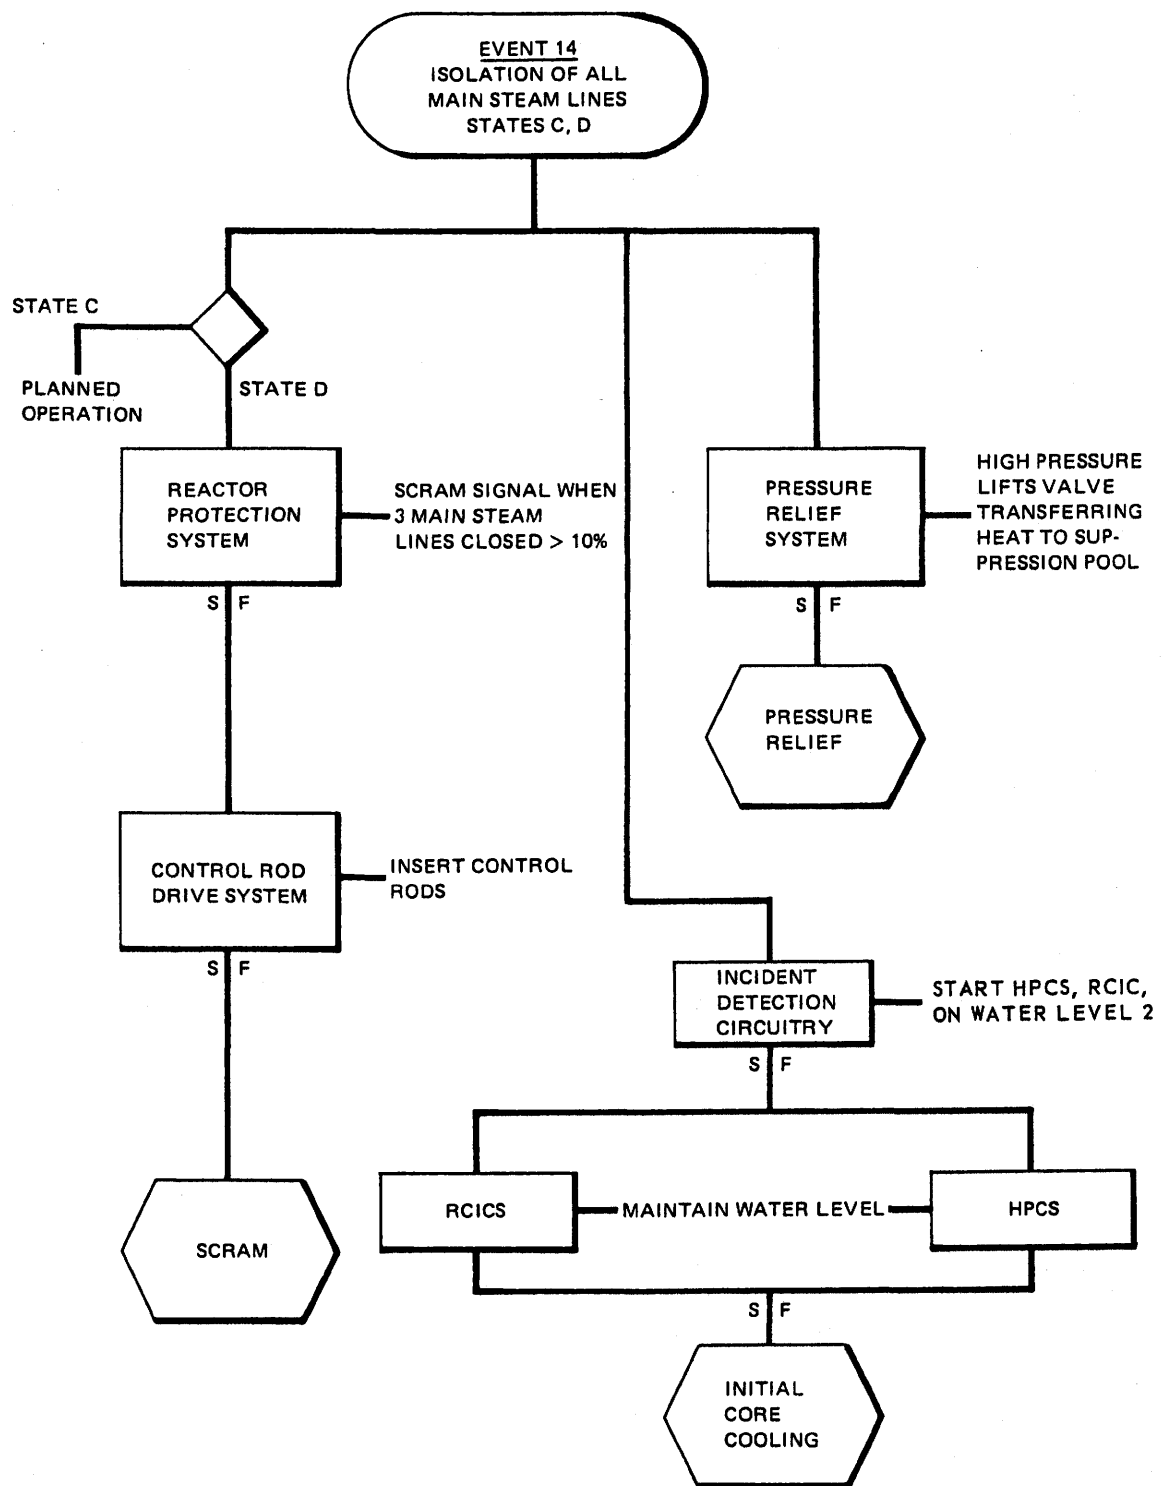 EVENT 14
ISOLATION OF ALL
MAIN STEAM LINES
STATES C, D
STATE C
PLANNED
OPERATION
STATE D
REACTOR
PROTECTION
SYSTEM
SCRAM SIGNAL WHEN
3 MAIN STEAM
LINES CLOSED > 10%
PRESSURE
RELIEF
SYSTEM
HIGH PRESSURE
LIFTS VALVE
TRANSFERRING
HEAT TO SUP-
PRESSION POOL
S F
S F
PRESSURE
RELIEF
CONTROL ROD
DRIVE SYSTEM
INSERT CONTROL
RODS
S F
INCIDENT
DETECTION
CIRCUITRY
START HPCS, RCIC,
ON WATER LEVEL 2
S F
RCICS
MAINTAIN WATER LEVEL
HPCS
SCRAM
S F
INITIAL
CORE
COOLING